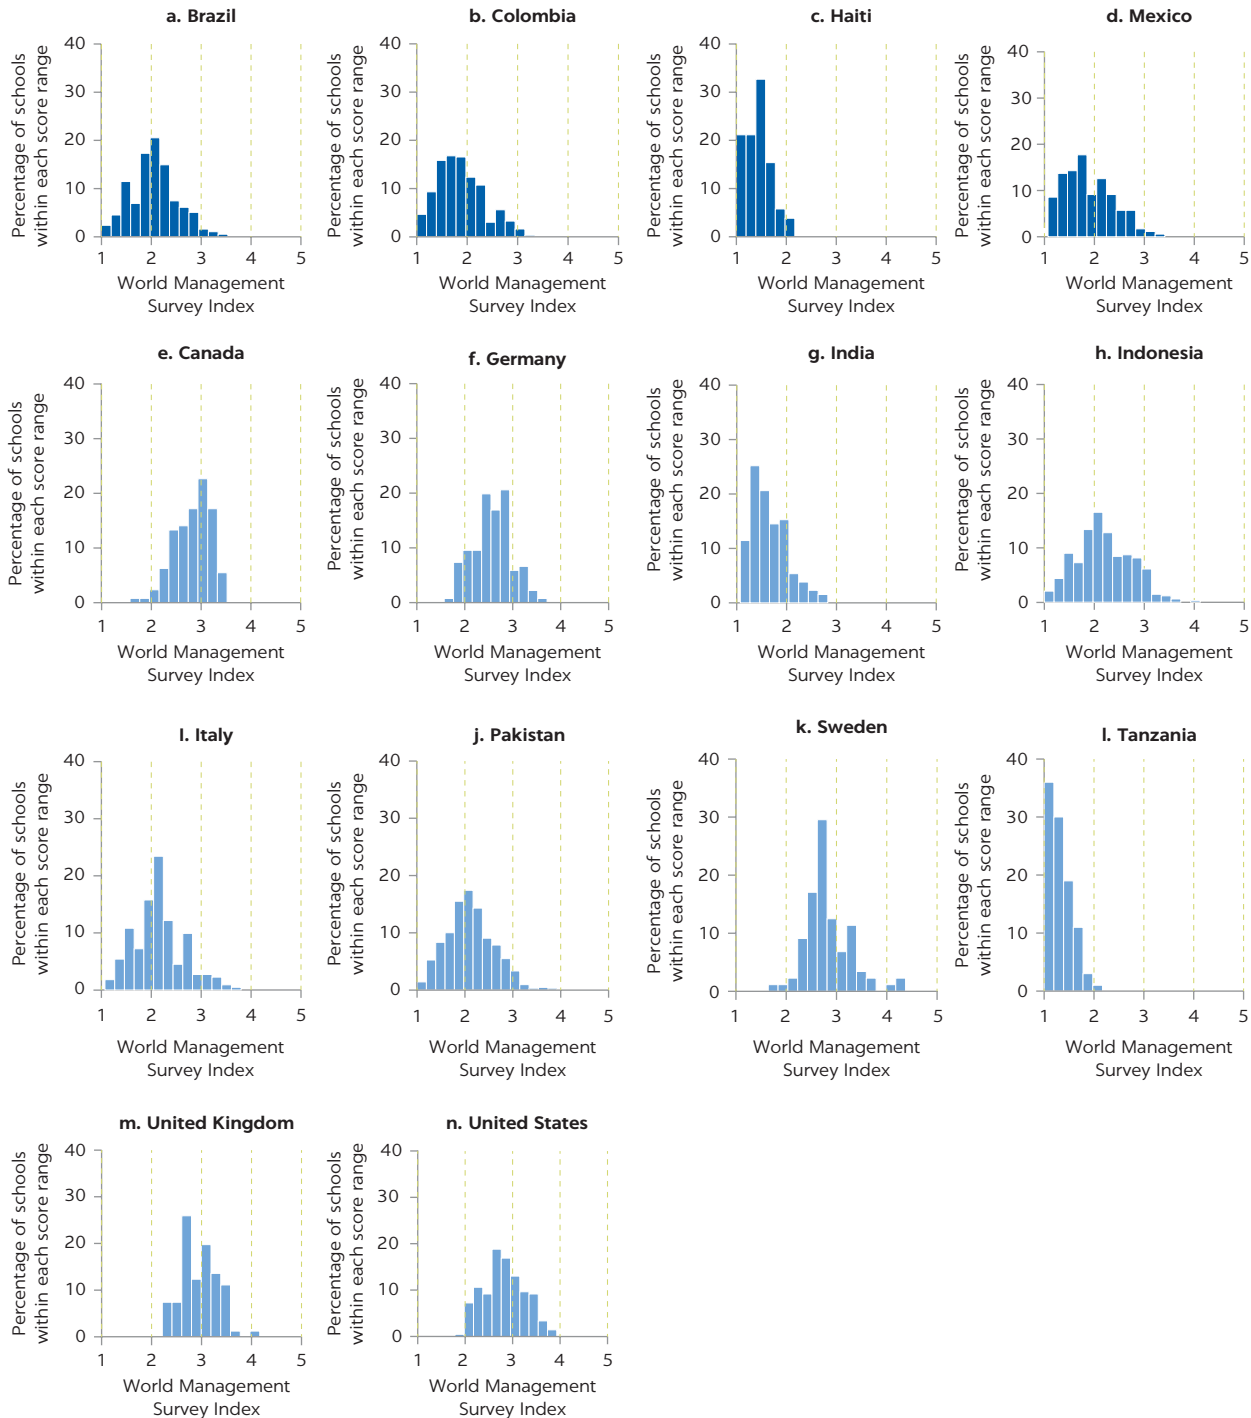 a. Brazil
Percentage of schools
within each score range
40
30
20
10
0
1 2 3 4 5
World Management
Survey Index
b. Colombia
Percentage of schools
within each score range
40
30
20
10
0
1 2 3 4 5
World Management
Survey Index
c. Haiti
Percentage of schools
within each score range
40
30
20
10
0
1 2 3 4 5
World Management
Survey Index
d. Mexico
Percentage of schools
within each score range
40
30
20
10
0
1 2 3 4 5
World Management
Survey Index
e. Canada
Percentage of schools
within each score range
40
30
20
10
0
1 2 3 4 5
World Management
Survey Index
f. Germany
Percentage of schools
within each score range
40
30
20
10
0
1 2 3 4 5
World Management
Survey Index
g. India
Percentage of schools
within each score range
40
30
20
10
0
1 2 3 4 5
World Management
Survey Index
h. Indonesia
Percentage of schools
within each score range
40
30
20
10
0
1 2 3 4 5
World Management
Survey Index
I. Italy
Percentage of schools
within each score range
40
30
20
10
0
1 2 3 4 5
World Management
Survey Index
j. Pakistan
Percentage of schools
within each score range
40
30
20
10
0
1 2 3 4 5
World Management
Survey Index
k. Sweden
Percentage of schools
within each score range
40
30
20
10
0
1 2 3 4 5
World Management
Survey Index
l. Tanzania
Percentage of schools
within each score range
40
30
20
10
0
1 2 3 4 5
World Management
Survey Index
m. United Kingdom
Percentage of schools
within each score range
40
30
20
10
0
1 2 3 4 5
World Management
Survey Index
n. United States
Percentage of schools
within each score range
40
30
20
10
0
1 2 3 4 5
World Management
Survey Index